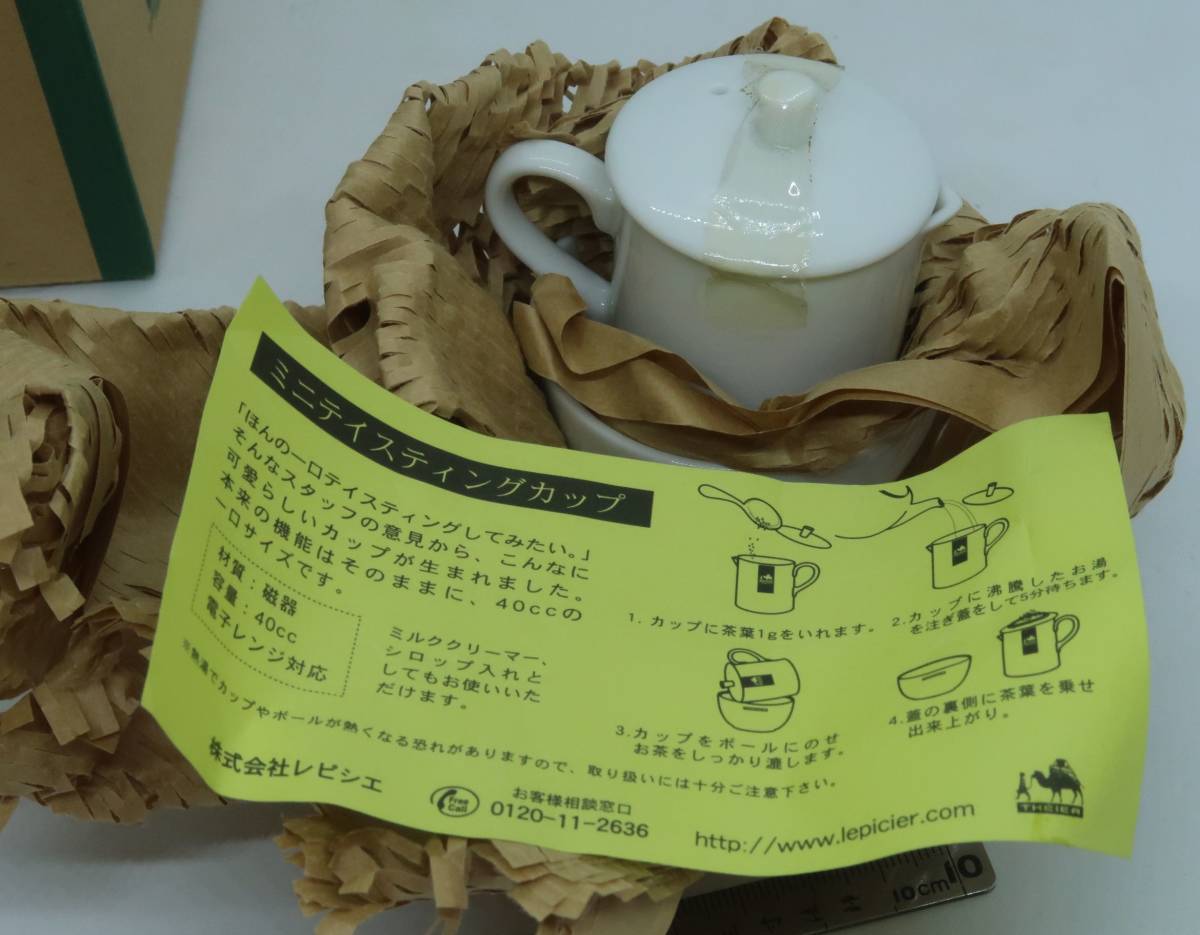 ミニテイスティングカップ
「ほんの一口テイスティングしてみたい。」
そんなスタッフの意見から、こんなに
可愛らしいカップが生まれました。
本来の機能はそのままに、40ccの
一口サイズです。
材質：磁器
容量：40cc
電子レンジ対応
ミルククリーマー、
シロップ入れと
してもお使いいた
だけます。
※熱湯でカップやボールが熱くなる恐れがありますので、取り扱いには十分ご注意下さい。
1. カップに茶葉1gをいれます。
2.カップに沸騰したお湯
を注ぎ蓋をして5分待ちます。
3.カップをボールにのせ
お茶をしっかり漉します。
4.蓋の裏側に茶葉を乗せ
出来上がり。
株式会社レピシエ
Free Call
お客様相談窓口
0120-11-2636
http://www.lepicier.com
THEIER
10cm
10